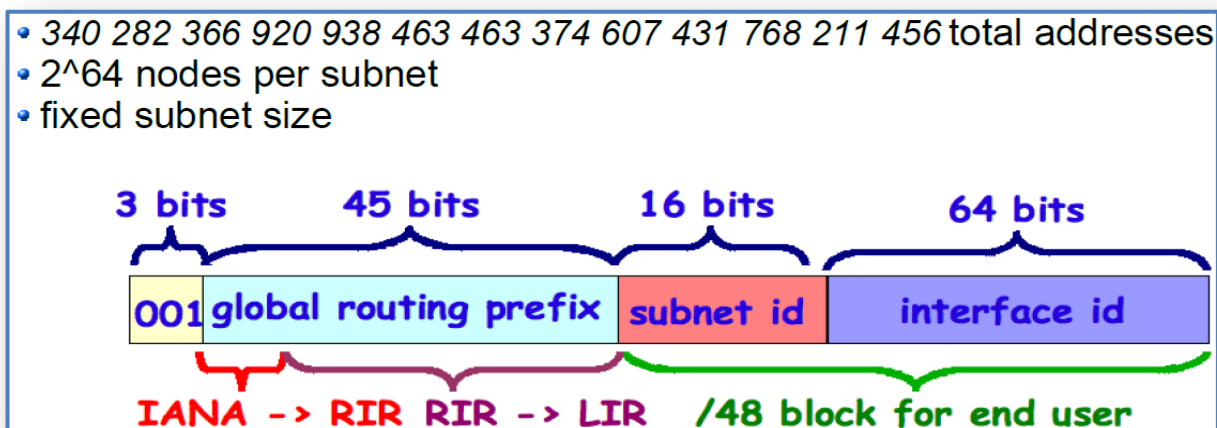 • 340 282 366 920 938 463 463 374 607 431 768 211 456 total addresses
• 2^64 nodes per subnet
• fixed subnet size
3 bits 45 bits 16 bits 64 bits
001 global routing prefix subnet id interface id
IANA -> RIR RIR -> LIR /48 block for end user